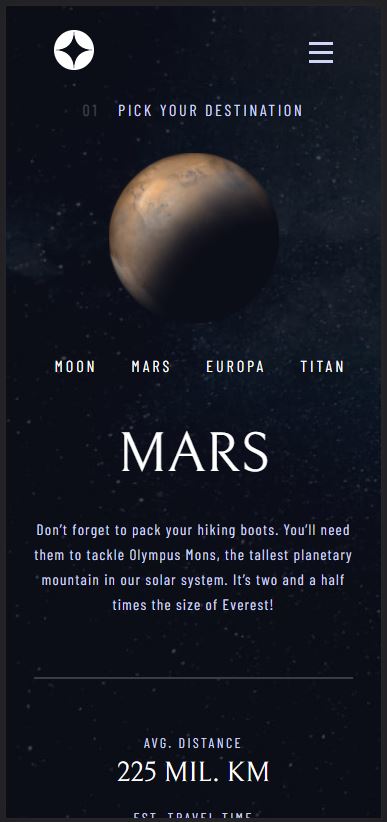 01 PICK YOUR DESTINATION
MOON MARS EUROPA TITAN
MARS
Don’t forget to pack your hiking boots. You’ll need
them to tackle Olympus Mons, the tallest planetary
mountain in our solar system. It’s two and a half
times the size of Everest!
AVG. DISTANCE
225 MIL. KM
EST. TRAVEL TIME